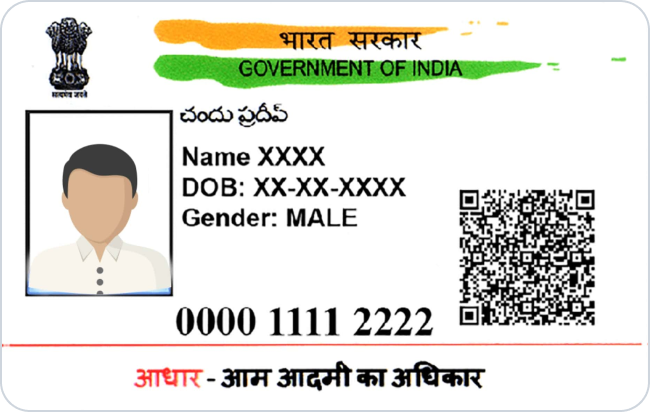 भारत सरकार
GOVERNMENT OF INDIA
सत्यमेव जयते
చందు ప్రదీప్
Name XXXX
DOB: XX-XX-XXXX
Gender: MALE
0000 1111 2222
आधार - आम आदमी का अधिकार